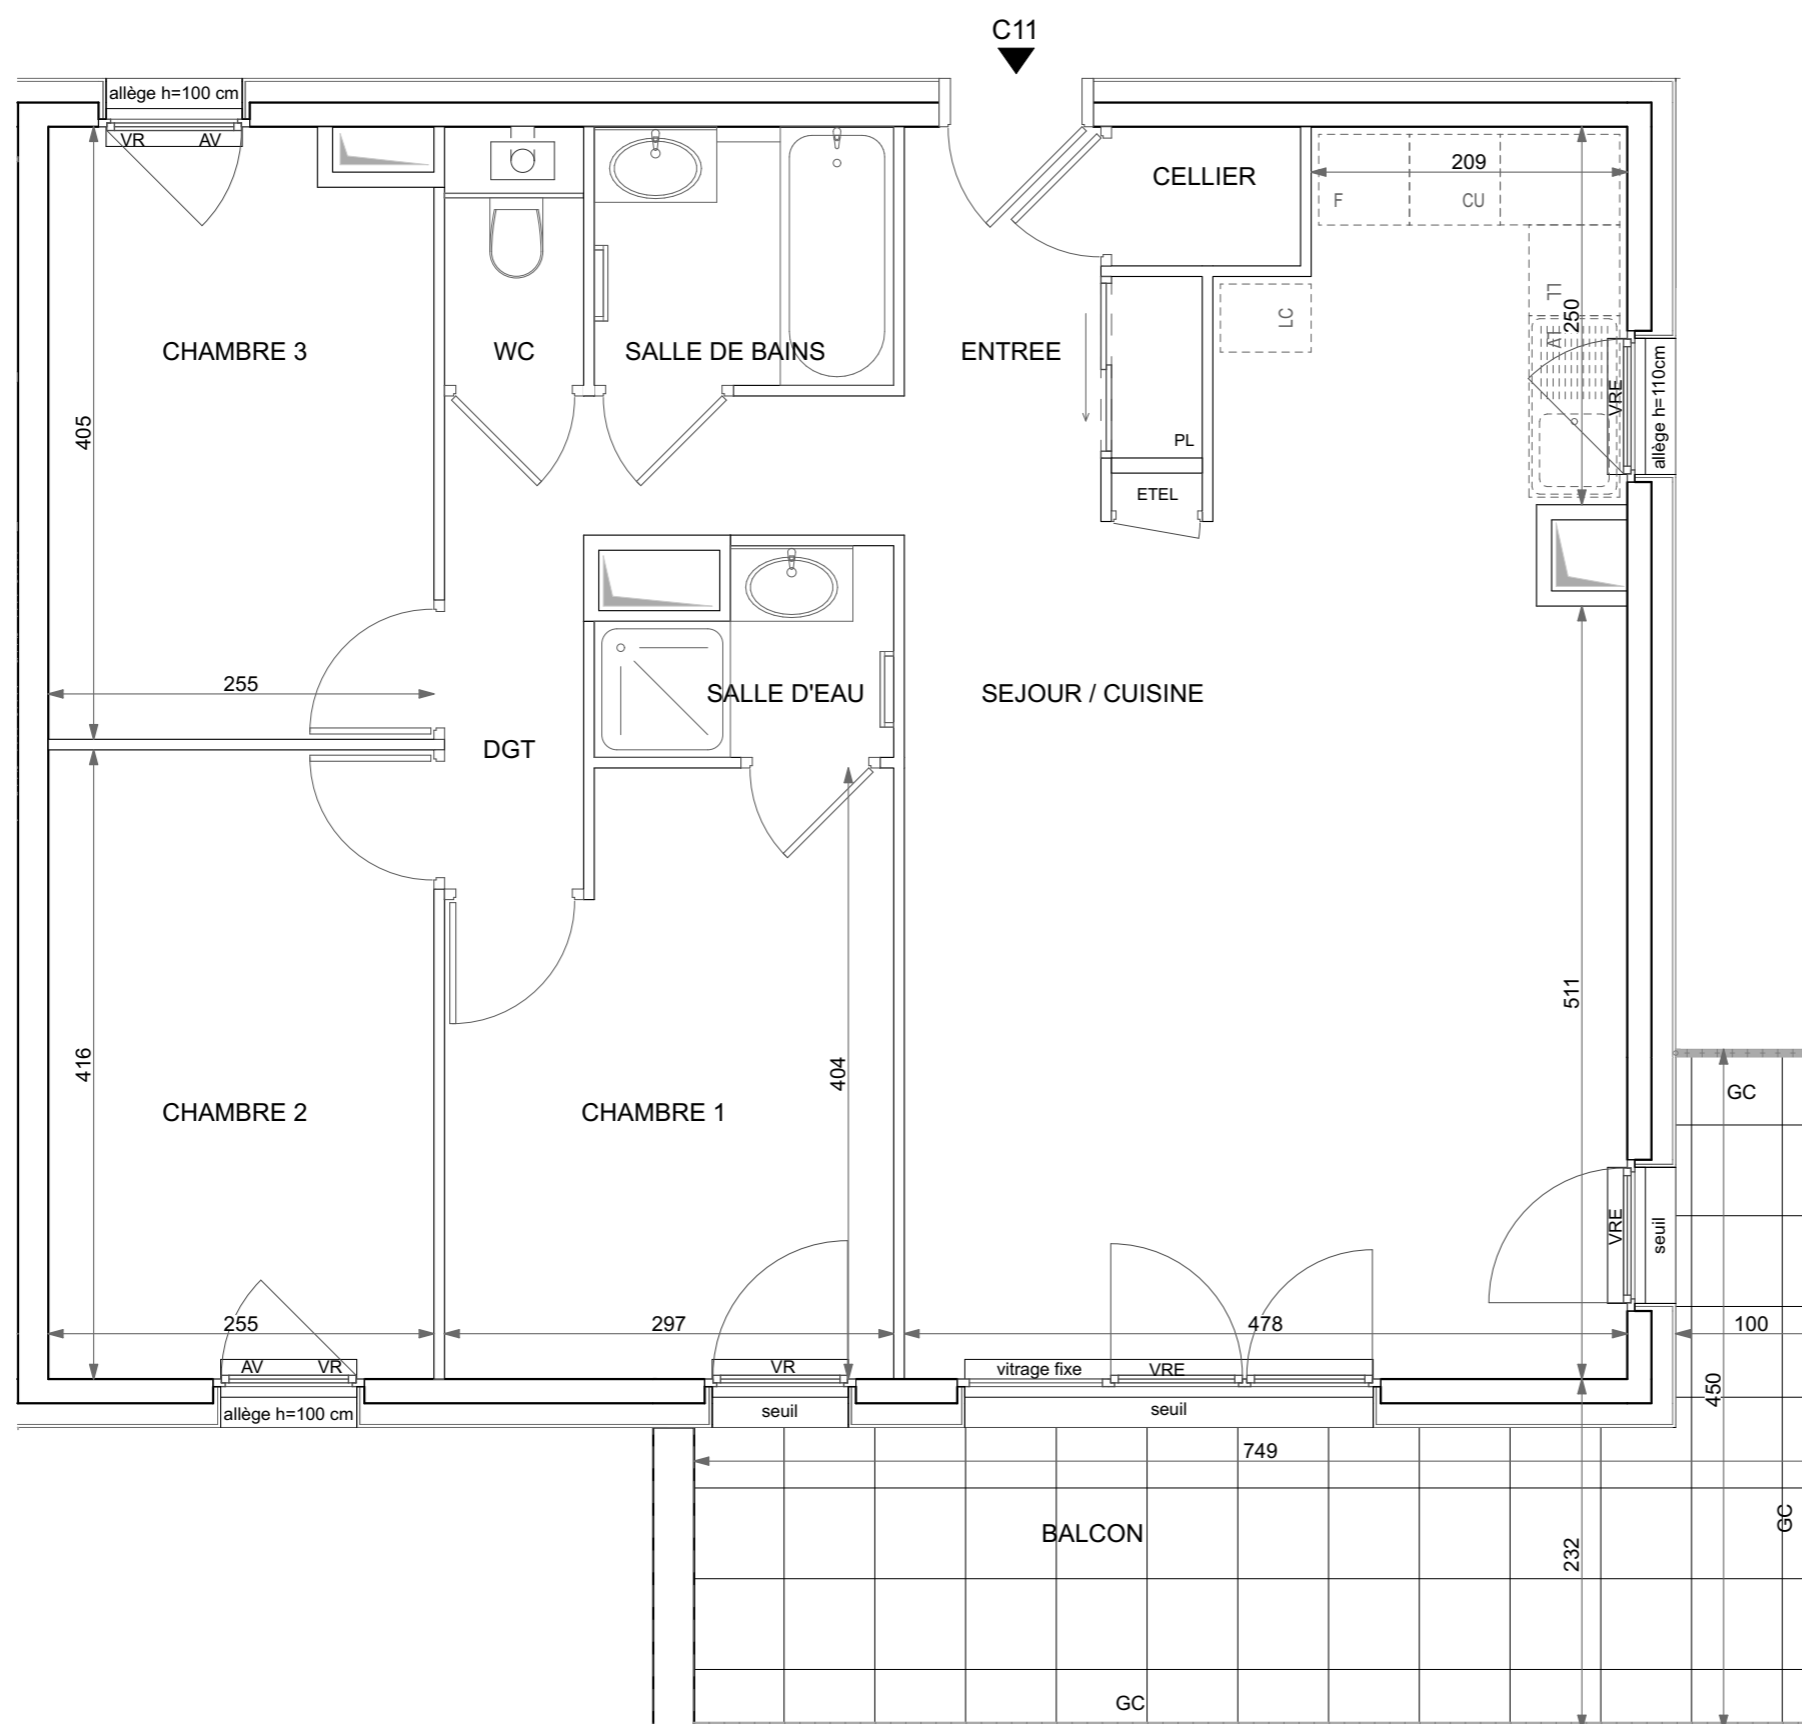 C11
allège h=100 cm
VR
AV
CELLIER
209
F
CU
LC
LL
250
LV
VRE
allège h=110cm
CHAMBRE 3
WC
SALLE DE BAINS
ENTREE
405
PL
ETEL
255
SALLE D'EAU
SEJOUR / CUISINE
DGT
511
416
404
GC
CHAMBRE 2
CHAMBRE 1
VRE
seuil
255
297
478
100
AV
VR
VR
vitrage fixe
VRE
allège h=100 cm
seuil
seuil
450
749
BALCON
GC
232
GC